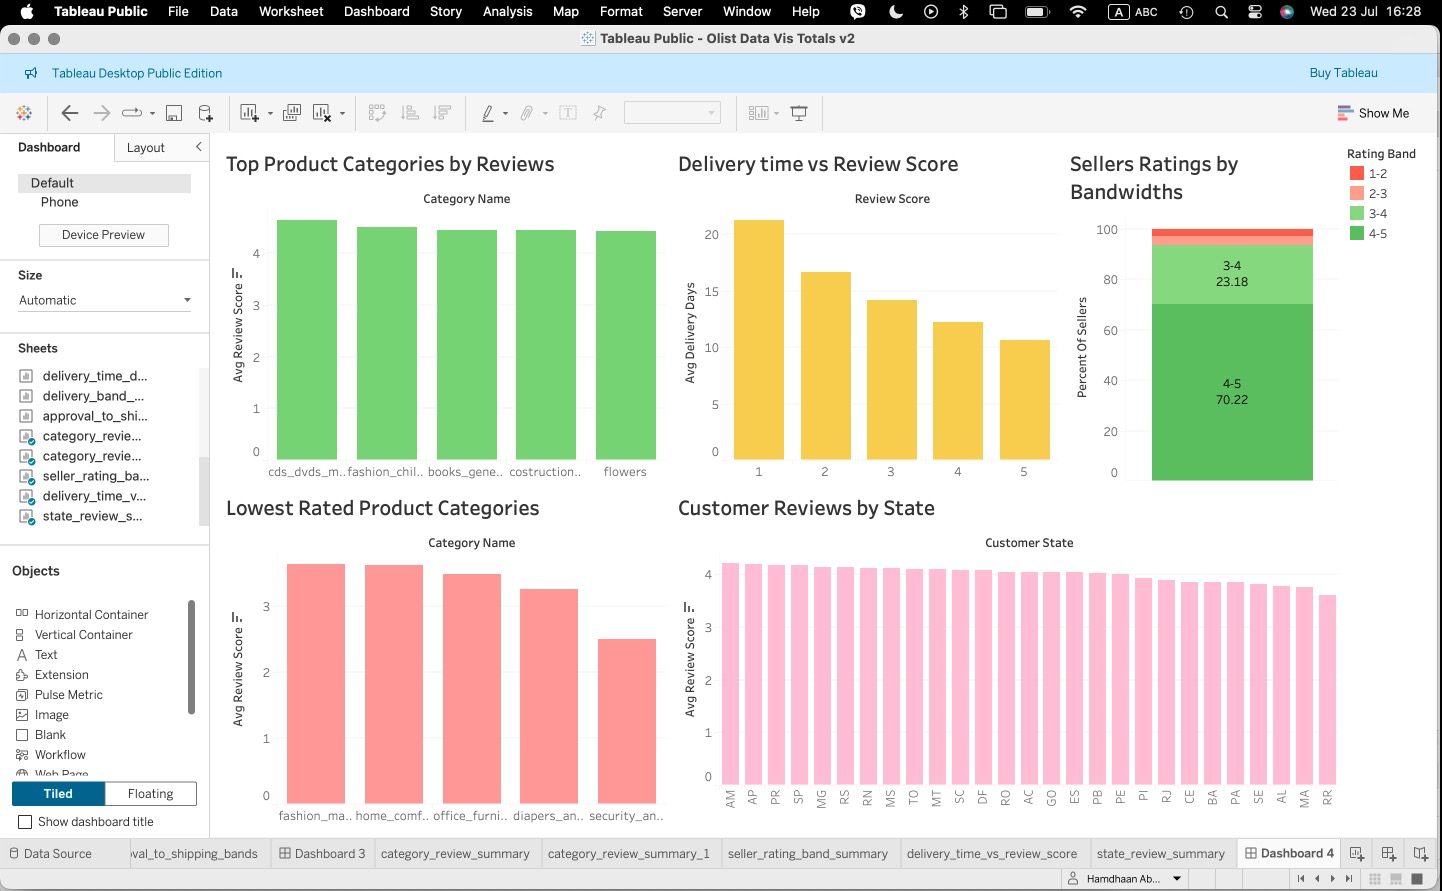 Tableau Public File Data Worksheet Dashboard Story Analysis Map Format Server Window Help A ABC Wed 23 Jul 16:28
Tableau Public - Olist Data Vis Totals v2
Tableau Desktop Public Edition
Buy Tableau
Show Me
Dashboard
Layout
Default
Phone
Device Preview
Size
Automatic
Sheets
delivery_time_d...
delivery_band_...
approval_to_shi...
category_revie...
category_revie...
seller_rating_ba...
delivery_time_v...
state_review_s...
Objects
Horizontal Container
Vertical Container
Text
Extension
Pulse Metric
Image
Blank
Workflow
Web Page
Tiled
Floating
Show dashboard title
Top Product Categories by Reviews
Category Name
Avg Review Score
4
3
2
1
0
cds_dvds_m.. fashion_chil.. books_gene.. costruction.. flowers
Delivery time vs Review Score
Review Score
Avg Delivery Days
20
15
10
5
0
1 2 3 4 5
Sellers Ratings by
Bandwidths
Percent Of Sellers
100
80
60
40
20
0
3-4
23.18
4-5
70.22
Rating Band
1-2
2-3
3-4
4-5
Lowest Rated Product Categories
Category Name
Avg Review Score
3
2
1
0
fashion_ma.. home_comf.. office_furni.. diapers_an.. security_an..
Customer Reviews by State
Customer State
Avg Review Score
4
3
2
1
0
AM AP PR SP MG RS RN MS TO MT SC DF RO AC GO ES PB PE PI RJ CE BA PA SE AL MA RR
Data Source
oval_to_shipping_bands
Dashboard 3
category_review_summary
category_review_summary_1
seller_rating_band_summary
delivery_time_vs_review_score
state_review_summary
Dashboard 4
Hamdhaan Ab...